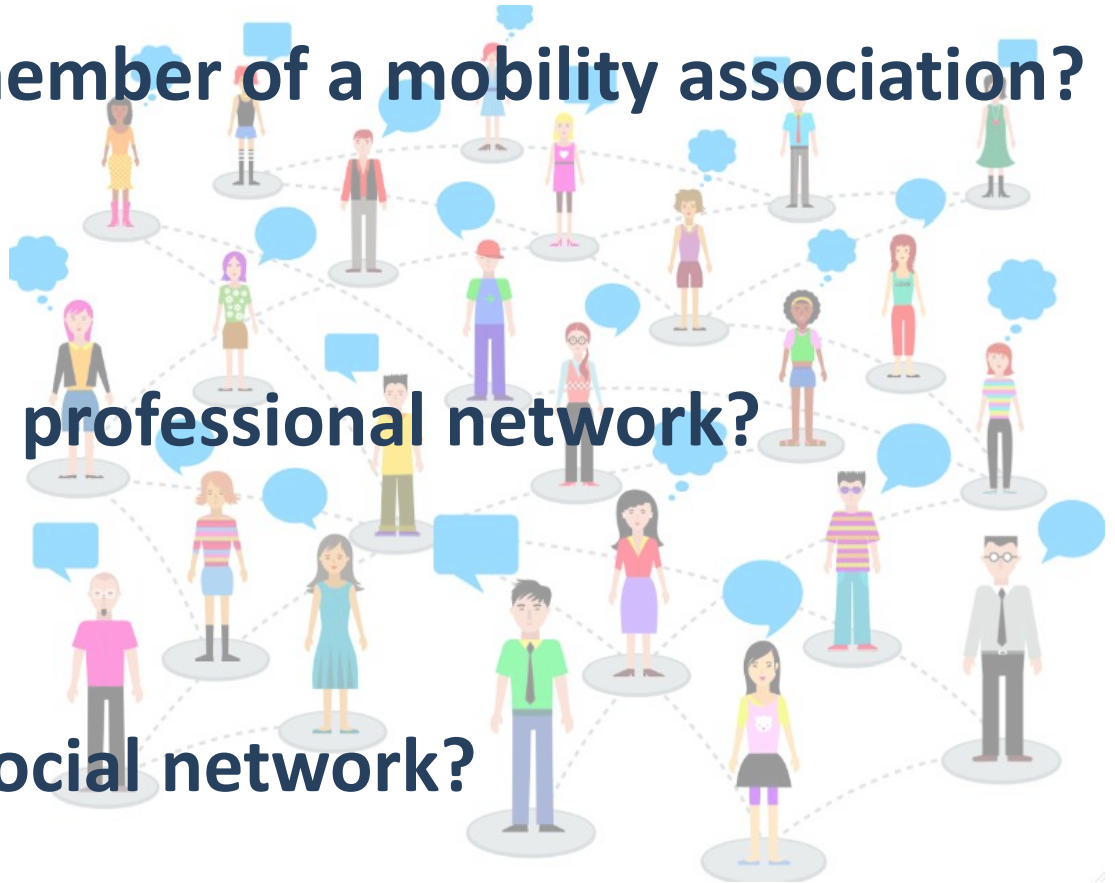 ember of a mobility association?
professional network?
ocial network?